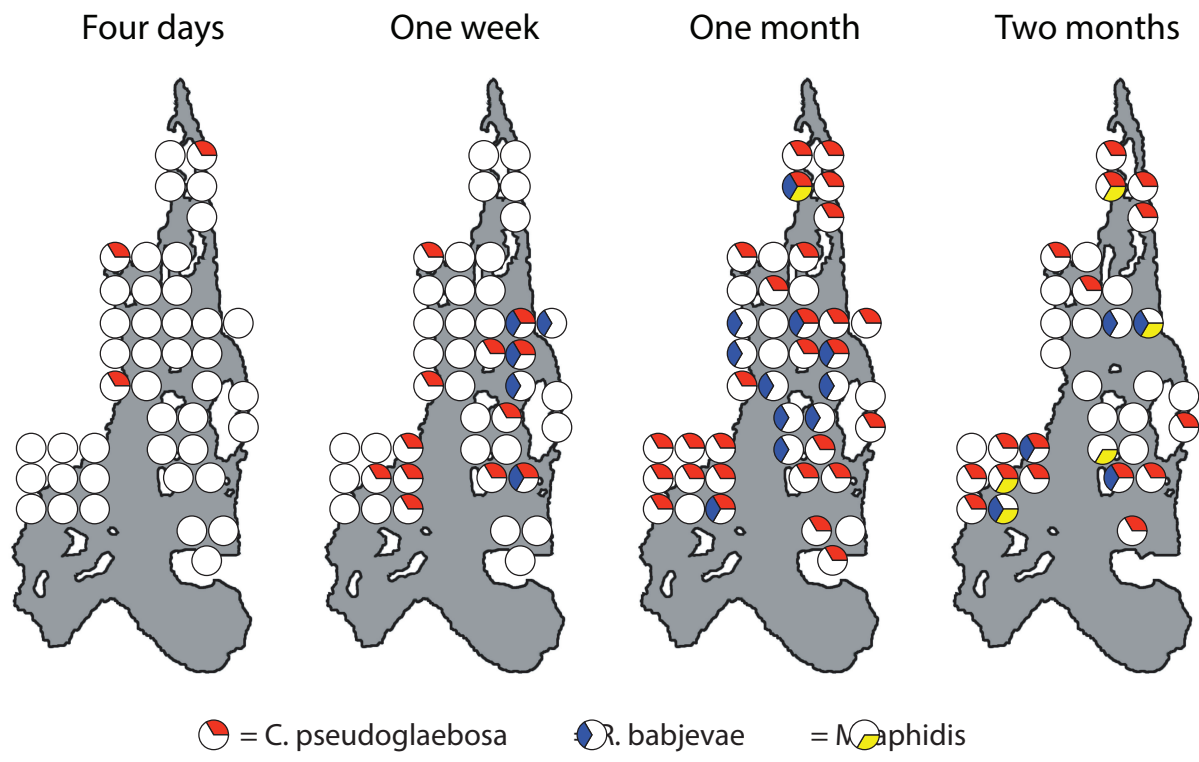 Four days One week One month Two months
= C. pseudoglaebosa = R. babjevae = M. aphidis